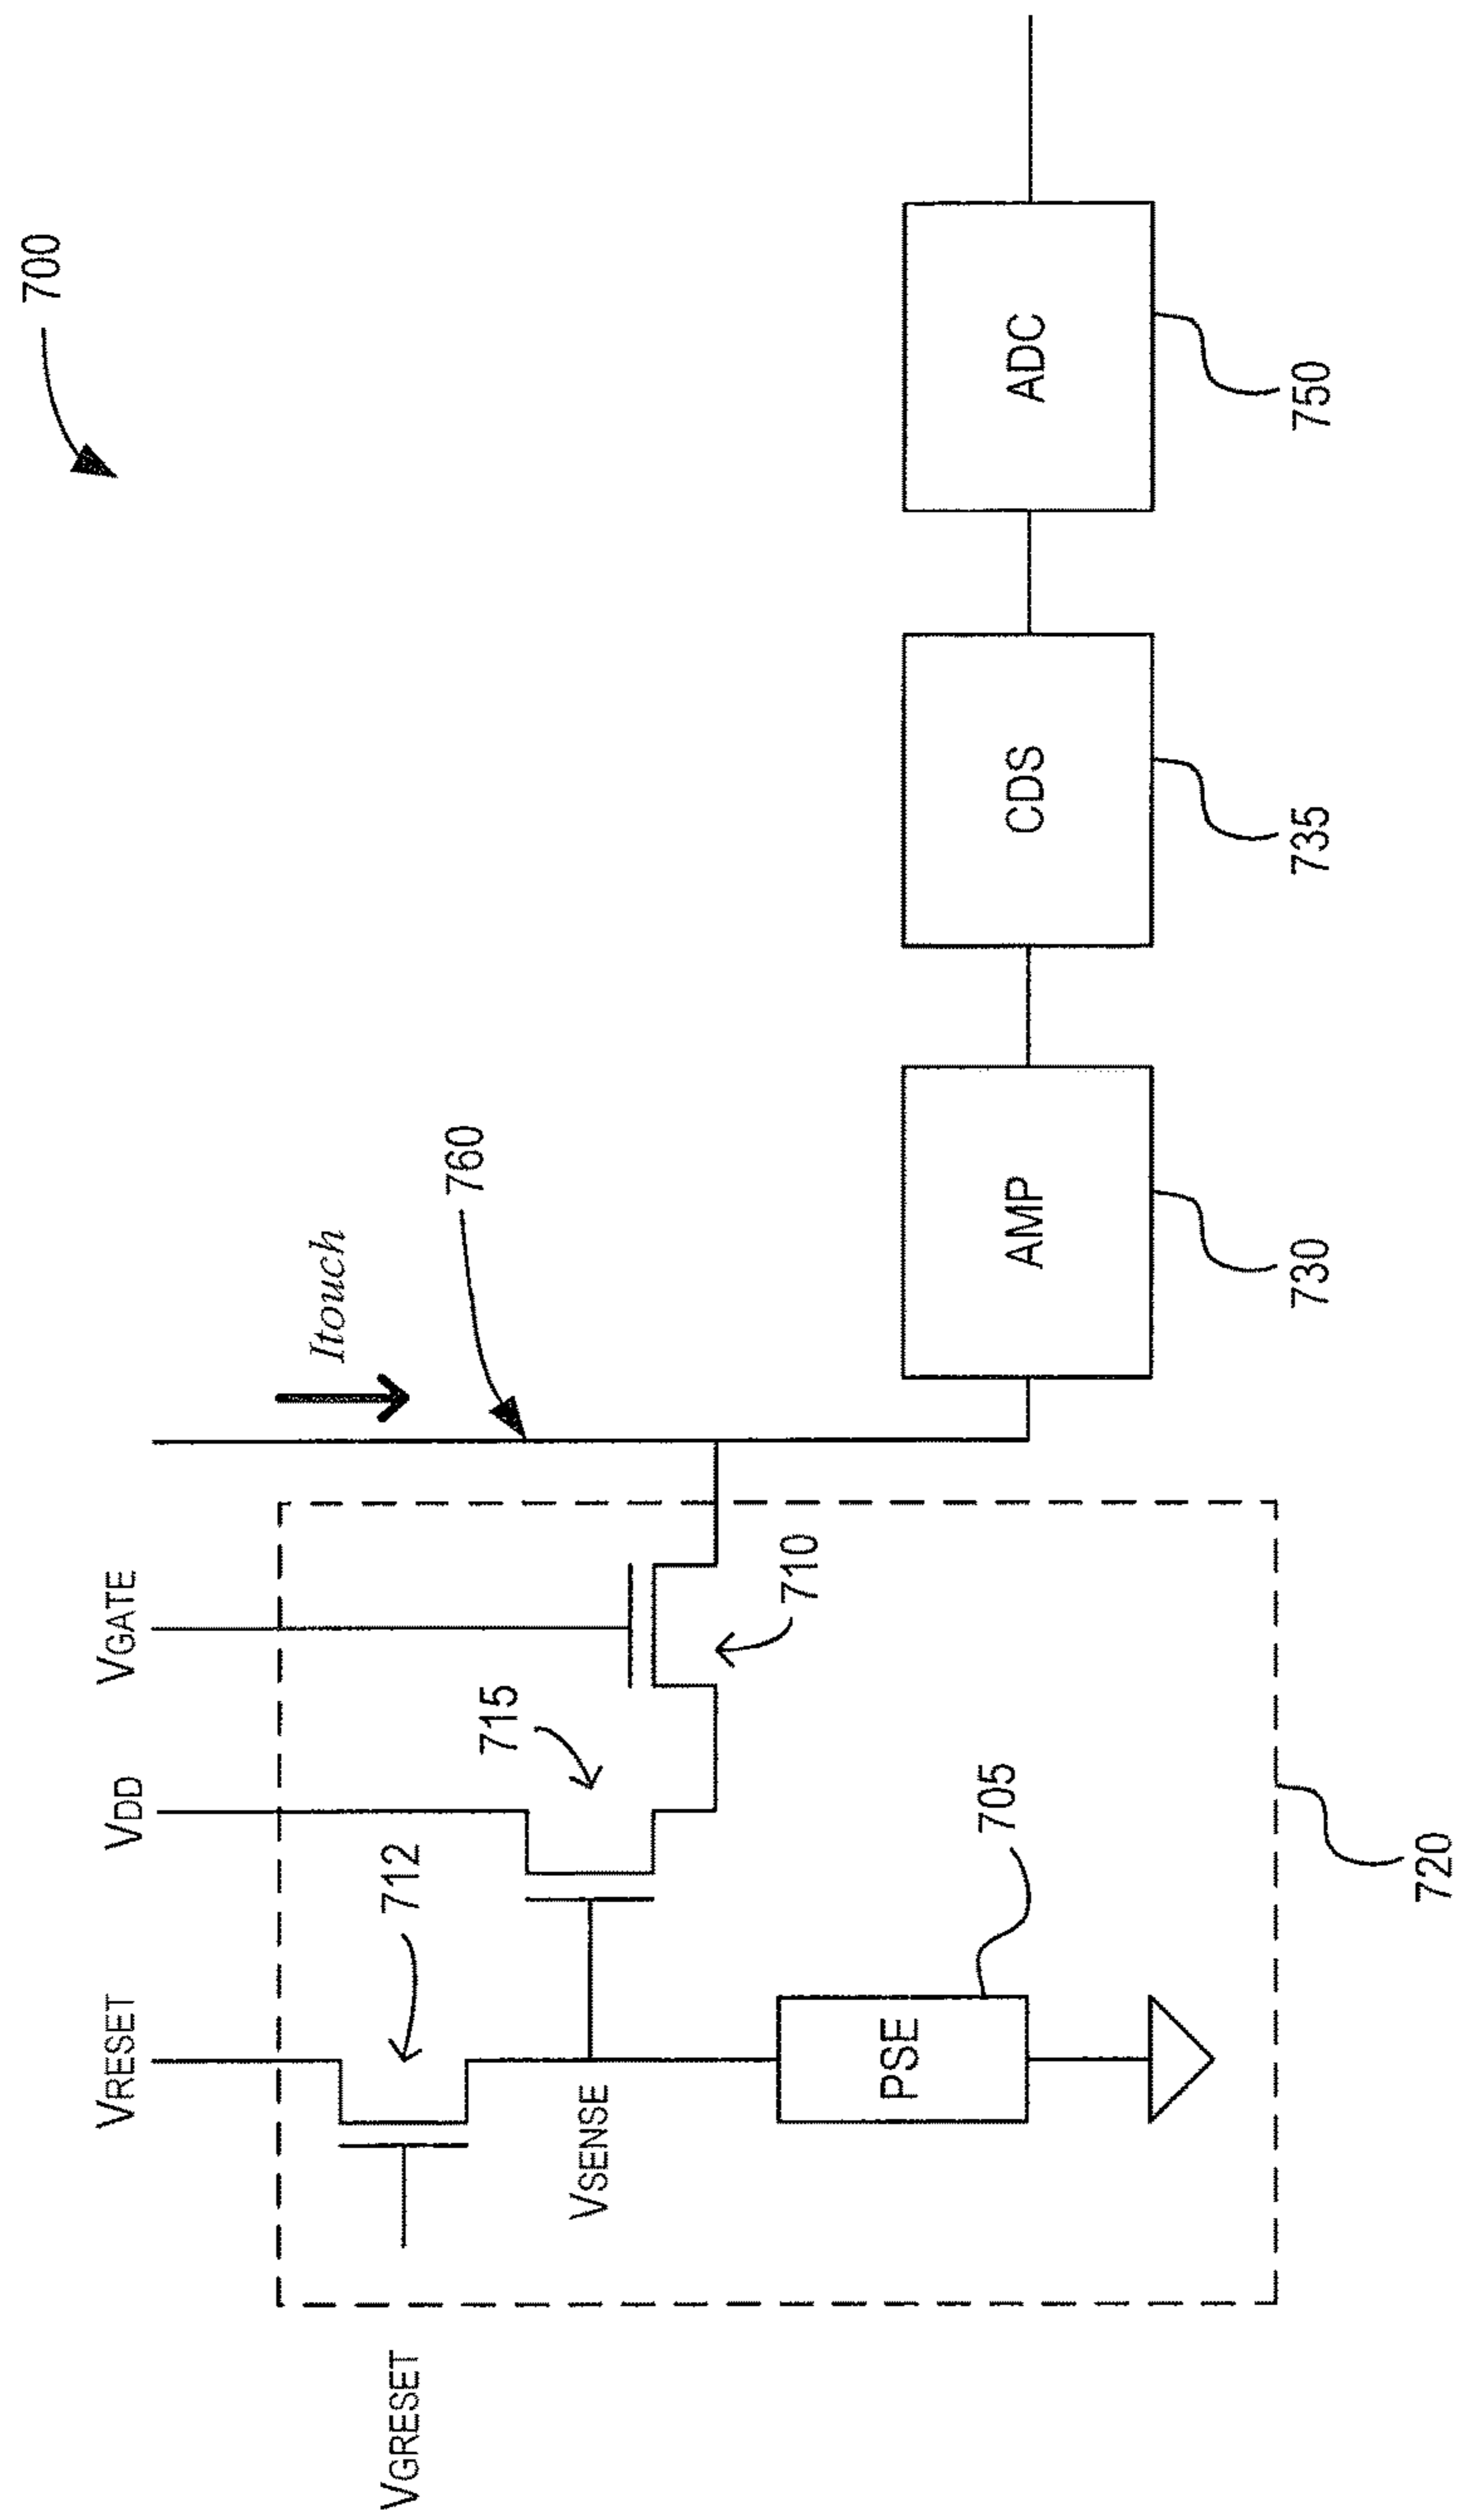 700
VRESET
VDD
VGATE
Itouch
760
VGRESET
712
715
710
VSENSE
PSE
705
720
AMP
730
CDS
735
ADC
750